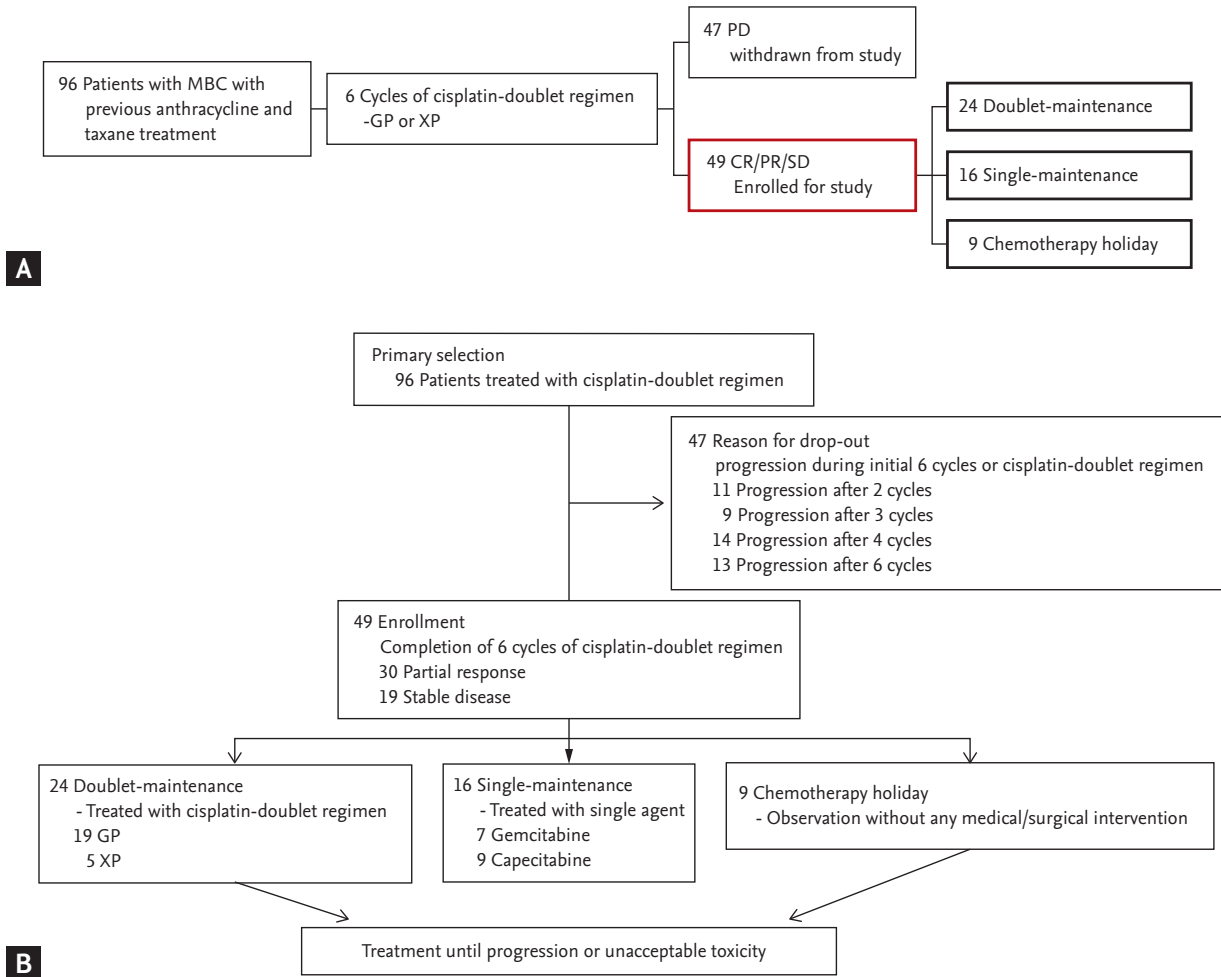 96 Patients with MBC with
previous anthracycline and
taxane treatment
6 Cycles of cisplatin-doublet regimen
-GP or XP
47 PD
withdrawn from study
49 CR/PR/SD
Enrolled for study
24 Doublet-maintenance
16 Single-maintenance
9 Chemotherapy holiday
A
Primary selection
96 Patients treated with cisplatin-doublet regimen
47 Reason for drop-out
progression during initial 6 cycles or cisplatin-doublet regimen
11 Progression after 2 cycles
9 Progression after 3 cycles
14 Progression after 4 cycles
13 Progression after 6 cycles
49 Enrollment
Completion of 6 cycles of cisplatin-doublet regimen
30 Partial response
19 Stable disease
24 Doublet-maintenance
- Treated with cisplatin-doublet regimen
19 GP
5 XP
16 Single-maintenance
- Treated with single agent
7 Gemcitabine
9 Capecitabine
9 Chemotherapy holiday
- Observation without any medical/surgical intervention
Treatment until progression or unacceptable toxicity
B